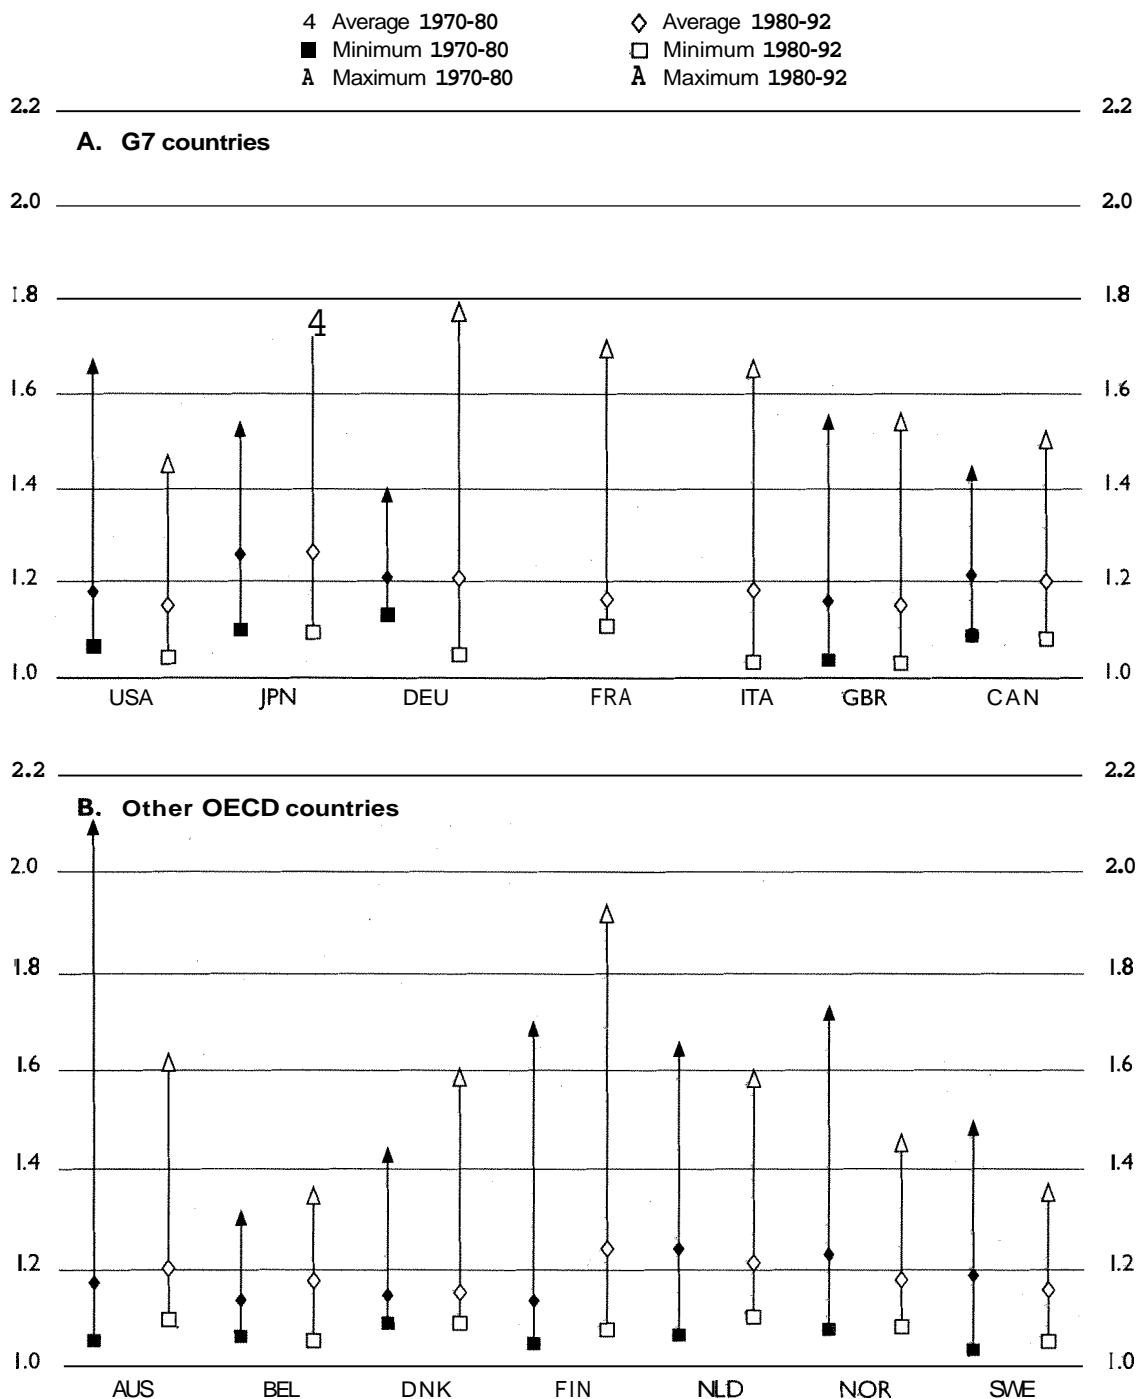 4 Average 1970-80 ◇ Average 1980-92
■ Minimum 1970-80 □ Minimum 1980-92
A Maximum 1970-80 A Maximum 1980-92
2.2 2.2
A. G7 countries
2.0 2.0
1.8 1.8
4
1.6 1.6
1.4 1.4
1.2 1.2
1.0 1.0
USA JPN DEU FRA ITA GBR CAN
2.2 2.2
B. Other OECD countries
2.0 2.0
1.8 1.8
1.6 1.6
1.4 1.4
1.2 1.2
1.0 1.0
AUS BEL DNK FIN NLD NOR SWE